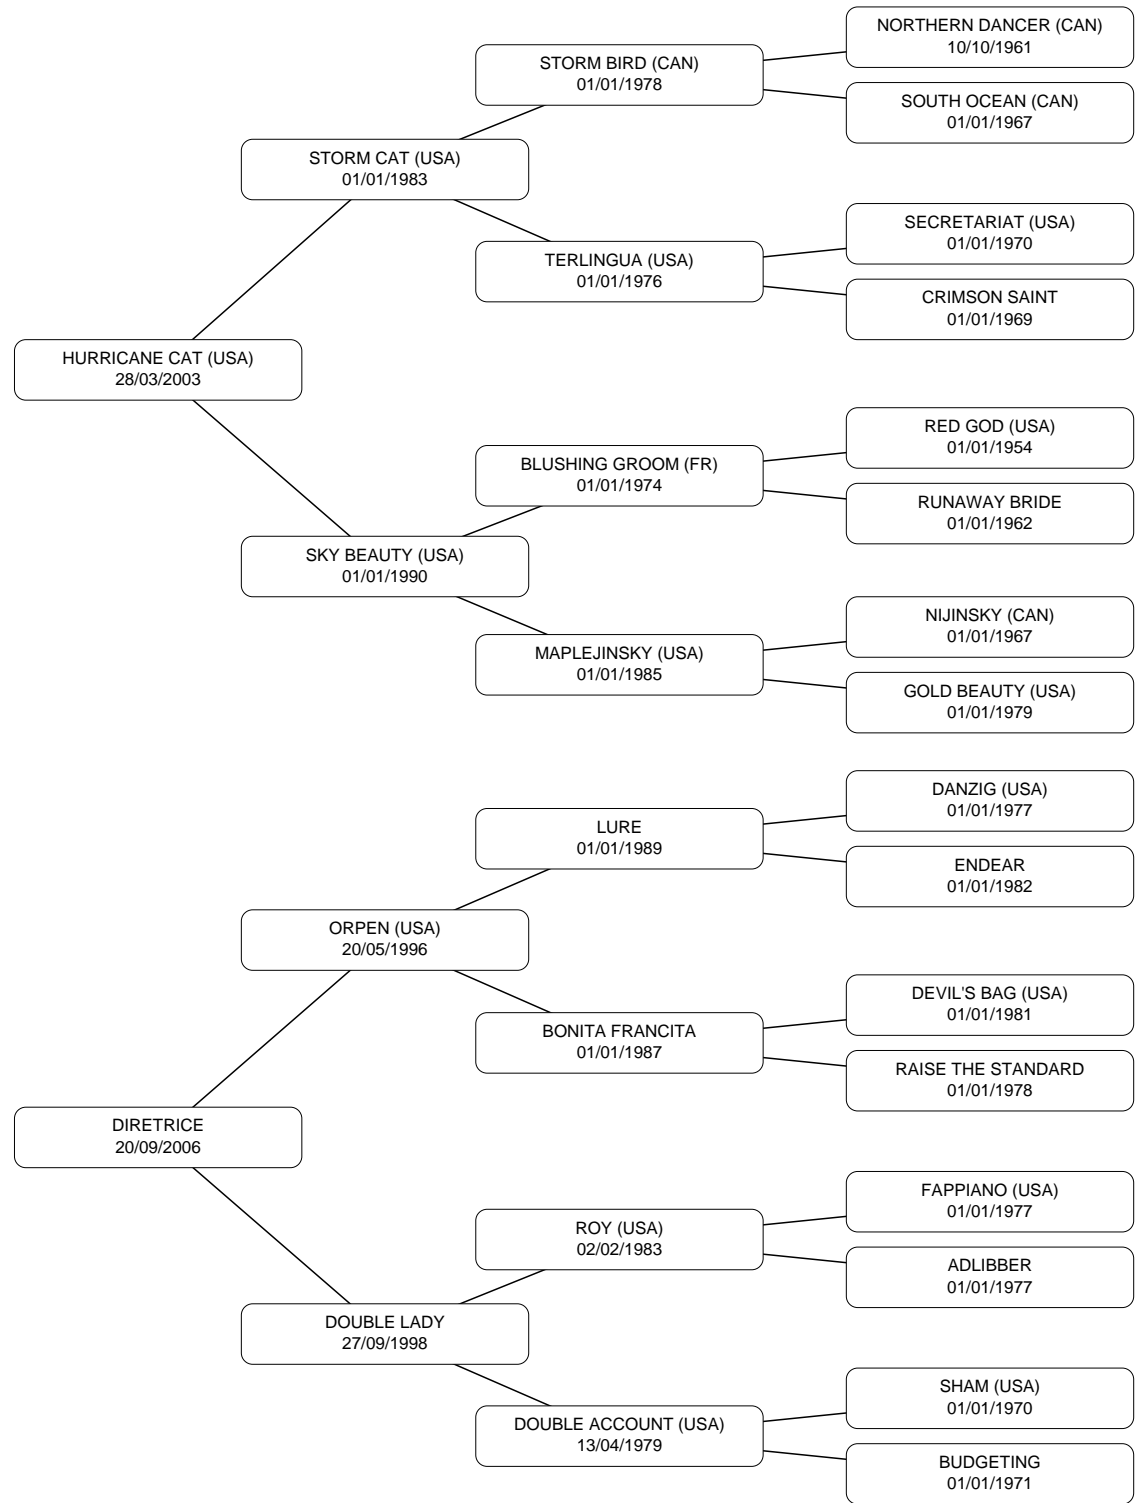 NORTHERN DANCER (CAN)
10/10/1961
STORM BIRD (CAN)
01/01/1978
SOUTH OCEAN (CAN)
01/01/1967
STORM CAT (USA)
01/01/1983
SECRETARIAT (USA)
01/01/1970
TERLINGUA (USA)
01/01/1976
CRIMSON SAINT
01/01/1969
HURRICANE CAT (USA)
28/03/2003
RED GOD (USA)
01/01/1954
BLUSHING GROOM (FR)
01/01/1974
RUNAWAY BRIDE
01/01/1962
SKY BEAUTY (USA)
01/01/1990
NIJINSKY (CAN)
01/01/1967
MAPLEJINSKY (USA)
01/01/1985
GOLD BEAUTY (USA)
01/01/1979
DANZIG (USA)
01/01/1977
LURE
01/01/1989
ENDEAR
01/01/1982
ORPEN (USA)
20/05/1996
DEVIL'S BAG (USA)
01/01/1981
BONITA FRANCITA
01/01/1987
RAISE THE STANDARD
01/01/1978
DIRETRICE
20/09/2006
FAPPIANO (USA)
01/01/1977
ROY (USA)
02/02/1983
ADLIBBER
01/01/1977
DOUBLE LADY
27/09/1998
SHAM (USA)
01/01/1970
DOUBLE ACCOUNT (USA)
13/04/1979
BUDGETING
01/01/1971